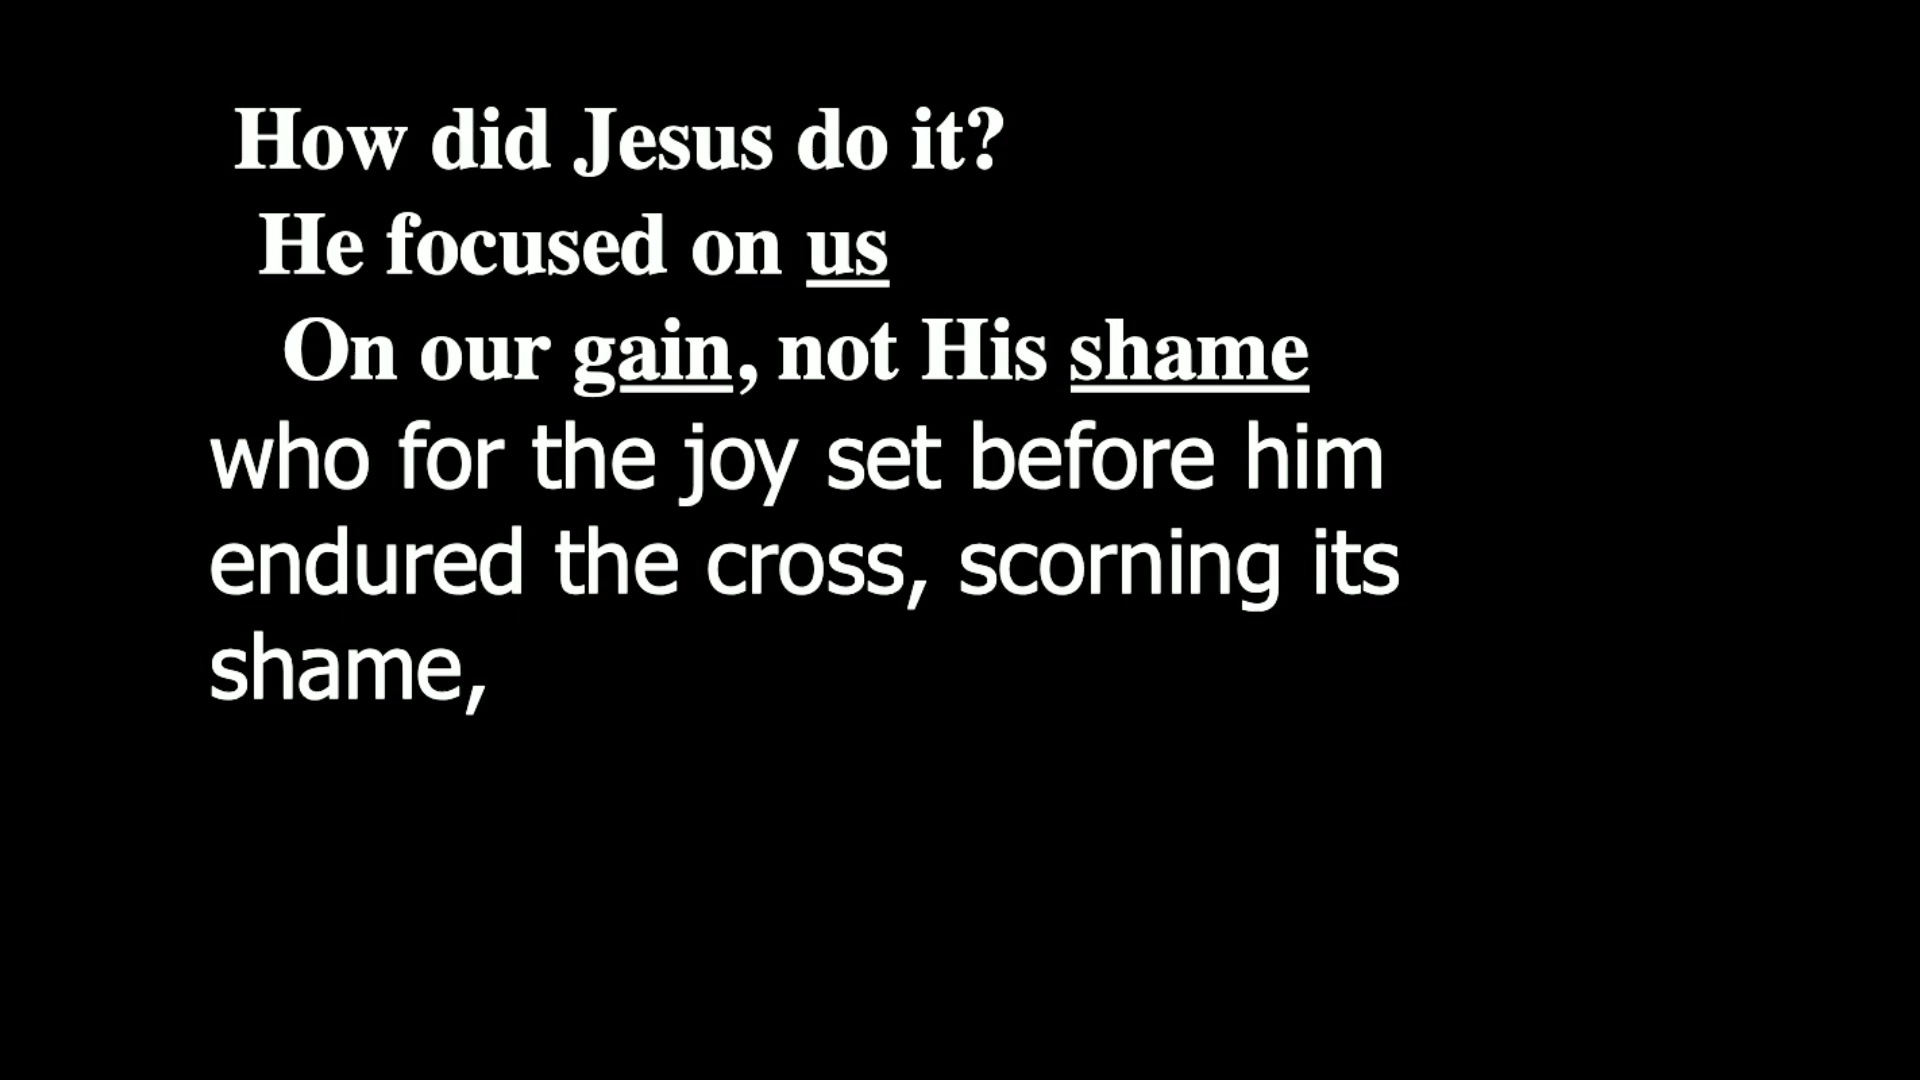 How did Jesus do it?
He focused on us
On our gain, not His shame
who for the joy set before him
endured the cross, scorning its
shame,